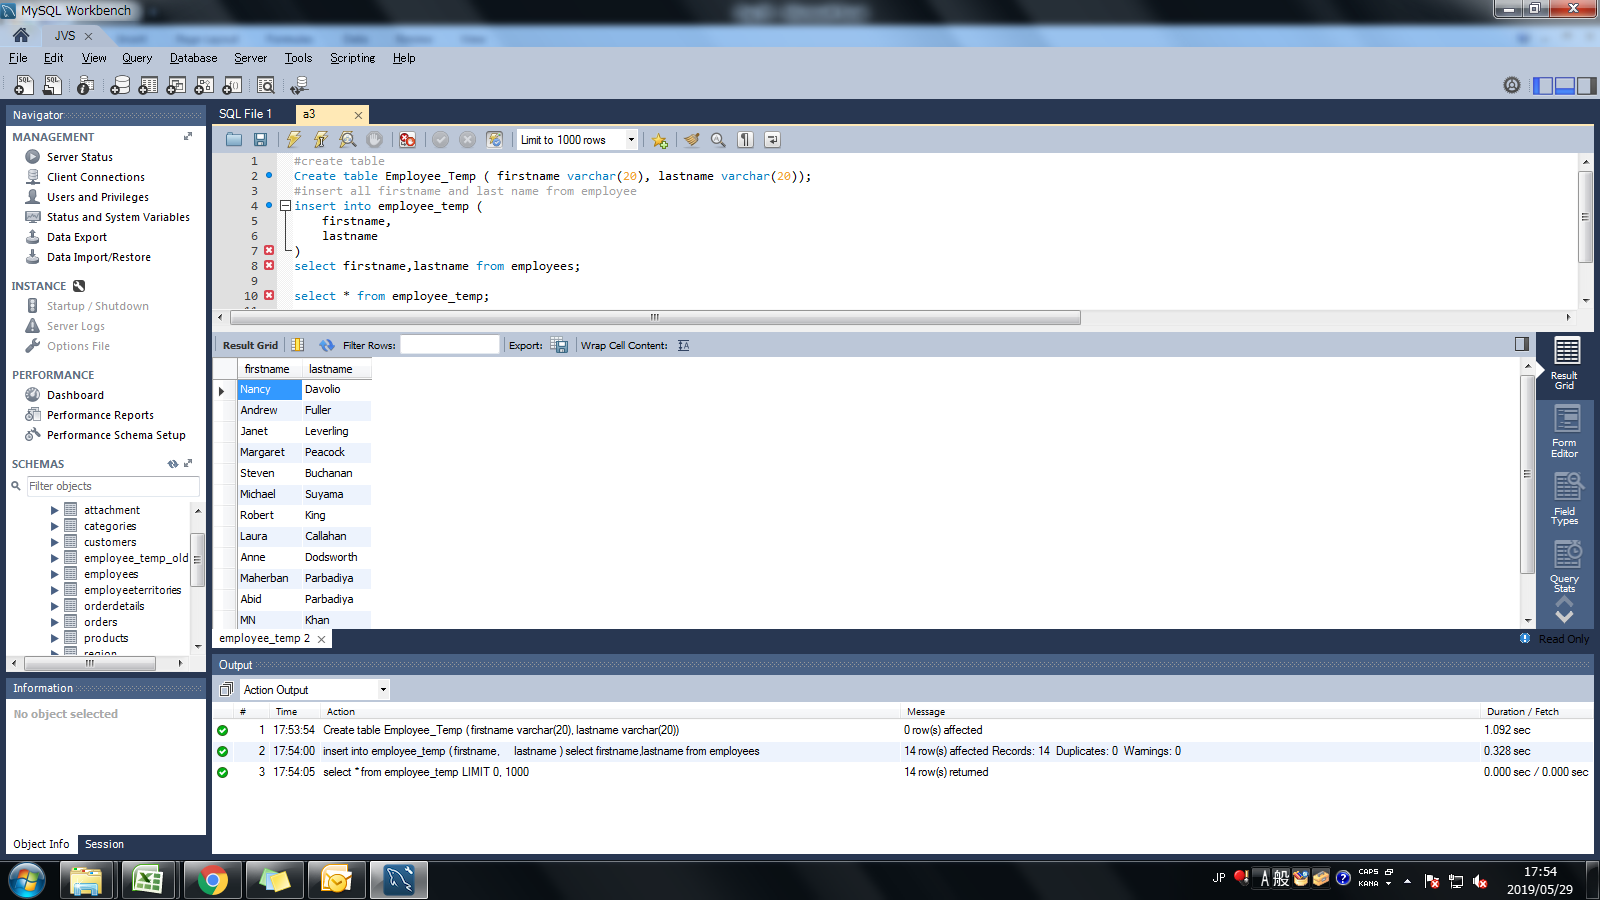 MySQL Workbench
JVS
File Edit View Query Database Server Tools Scripting Help
Navigator
MANAGEMENT
Server Status
Client Connections
Users and Privileges
Status and System Variables
Data Export
Data Import/Restore
INSTANCE
Startup / Shutdown
Server Logs
Options File
PERFORMANCE
Dashboard
Performance Reports
Performance Schema Setup
SCHEMAS
Filter objects
attachment
categories
customers
employee_temp_old
employees
employeeterritories
orderdetails
orders
products
region
Information
No object selected
Object Info Session
SQL File 1 a3
Limit to 1000 rows
1 #create table
2 Create table Employee_Temp ( firstname varchar(20), lastname varchar(20));
3 #insert all firstname and last name from employee
4 insert into employee_temp (
5 firstname,
6 lastname
7 )
8 select firstname,lastname from employees;
9
10 select * from employee_temp;
Result Grid Filter Rows: Export: Wrap Cell Content:
firstname lastname
Nancy Davolio
Andrew Fuller
Janet Leverling
Margaret Peacock
Steven Buchanan
Michael Suyama
Robert King
Laura Callahan
Anne Dodsworth
Maherban Parbadiya
Abid Parbadiya
MN Khan
Result Grid
Form Editor
Field Types
Query Stats
employee_temp 2
Read Only
Output
Action Output
# Time Action Message Duration / Fetch
1 17:53:54 Create table Employee_Temp ( firstname varchar(20), lastname varchar(20)) 0 row(s) affected 1.092 sec
2 17:54:00 insert into employee_temp ( firstname, lastname ) select firstname,lastname from employees 14 row(s) affected Records: 14 Duplicates: 0 Warnings: 0 0.328 sec
3 17:54:05 select * from employee_temp LIMIT 0, 1000 14 row(s) returned 0.000 sec / 0.000 sec
JP A 般 CAPS KANA
17:54
2019/05/29